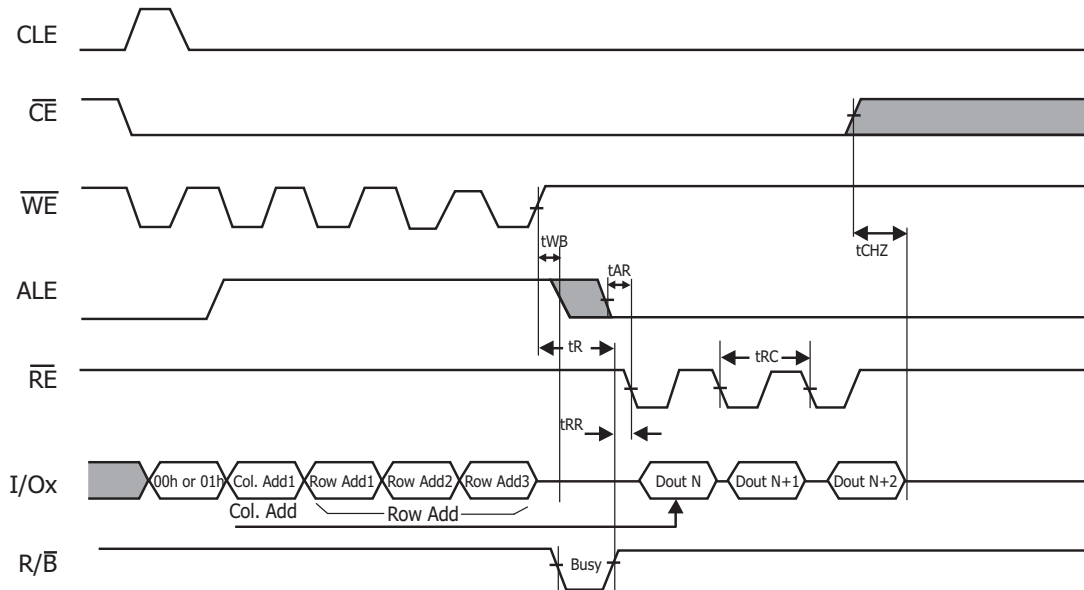 CLE
CE
WE
tWB
tCHZ
tAR
ALE
tR
tRC
RE
tRR
I/Ox
00h or 01h
Col. Add1
Row Add1
Row Add2
Row Add3
Dout N
Dout N+1
Dout N+2
Col. Add
Row Add
R/B
Busy